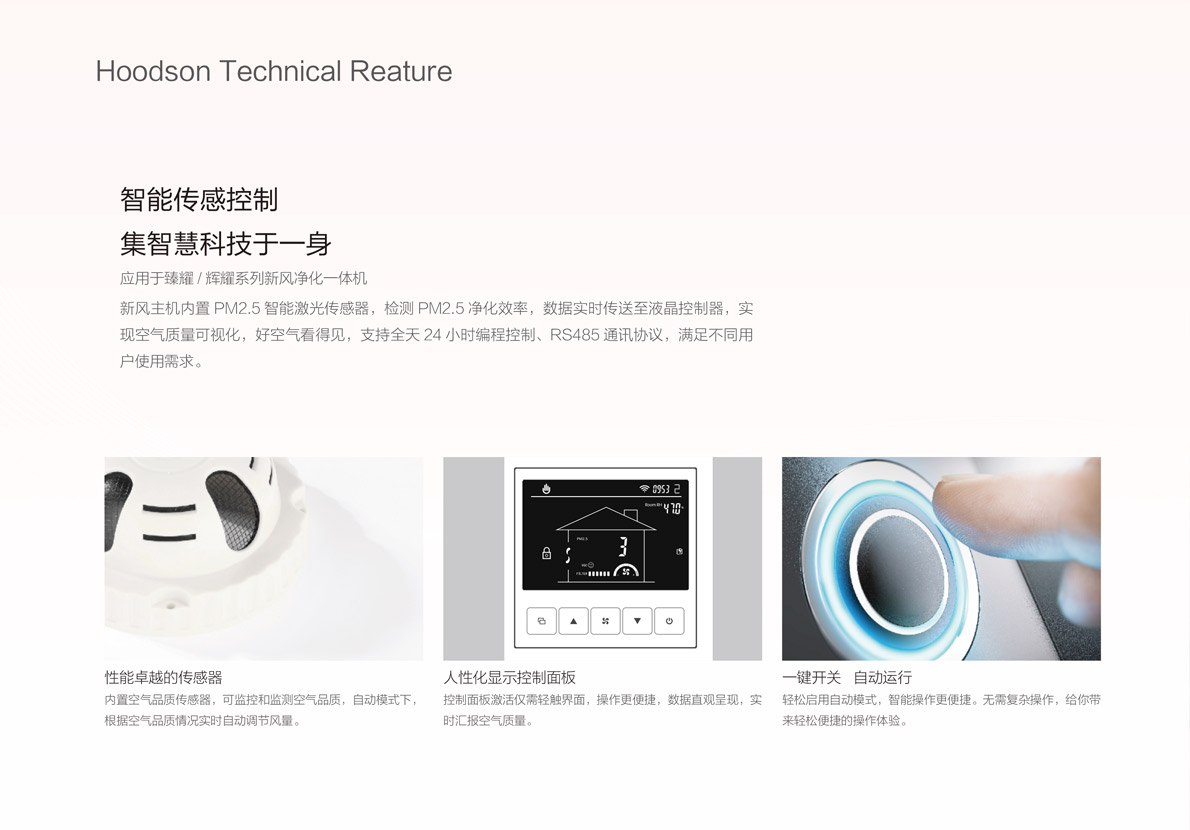 Hoodson Technical Reature
智能传感控制
集智慧科技于一身
应用于臻耀 / 辉耀系列新风净化一体机
新风主机内置 PM2.5 智能激光传感器，检测 PM2.5 净化效率，数据实时传送至液晶控制器，实
现空气质量可视化，好空气看得见，支持全天 24 小时编程控制、RS485 通讯协议，满足不同用
户使用需求。
0953 2
Room RH 47.0%
PM2.5
3
VOC
FILTER
性能卓越的传感器
内置空气品质传感器，可监控和监测空气品质，自动模式下，
根据空气品质情况实时自动调节风量。
人性化显示控制面板
控制面板激活仅需轻触界面，操作更便捷，数据直观呈现，实
时汇报空气质量。
一键开关 自动运行
轻松启用自动模式，智能操作更便捷。无需复杂操作，给你带
来轻松便捷的操作体验。